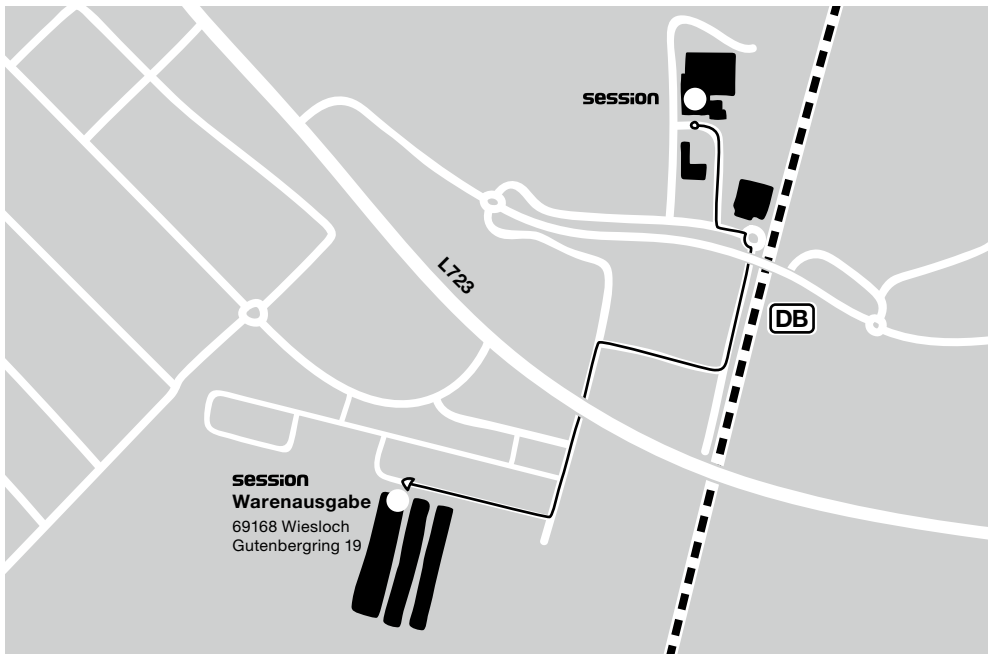 session
L723
DB
session
Warenausgabe
69168 Wiesloch
Gutenbergring 19